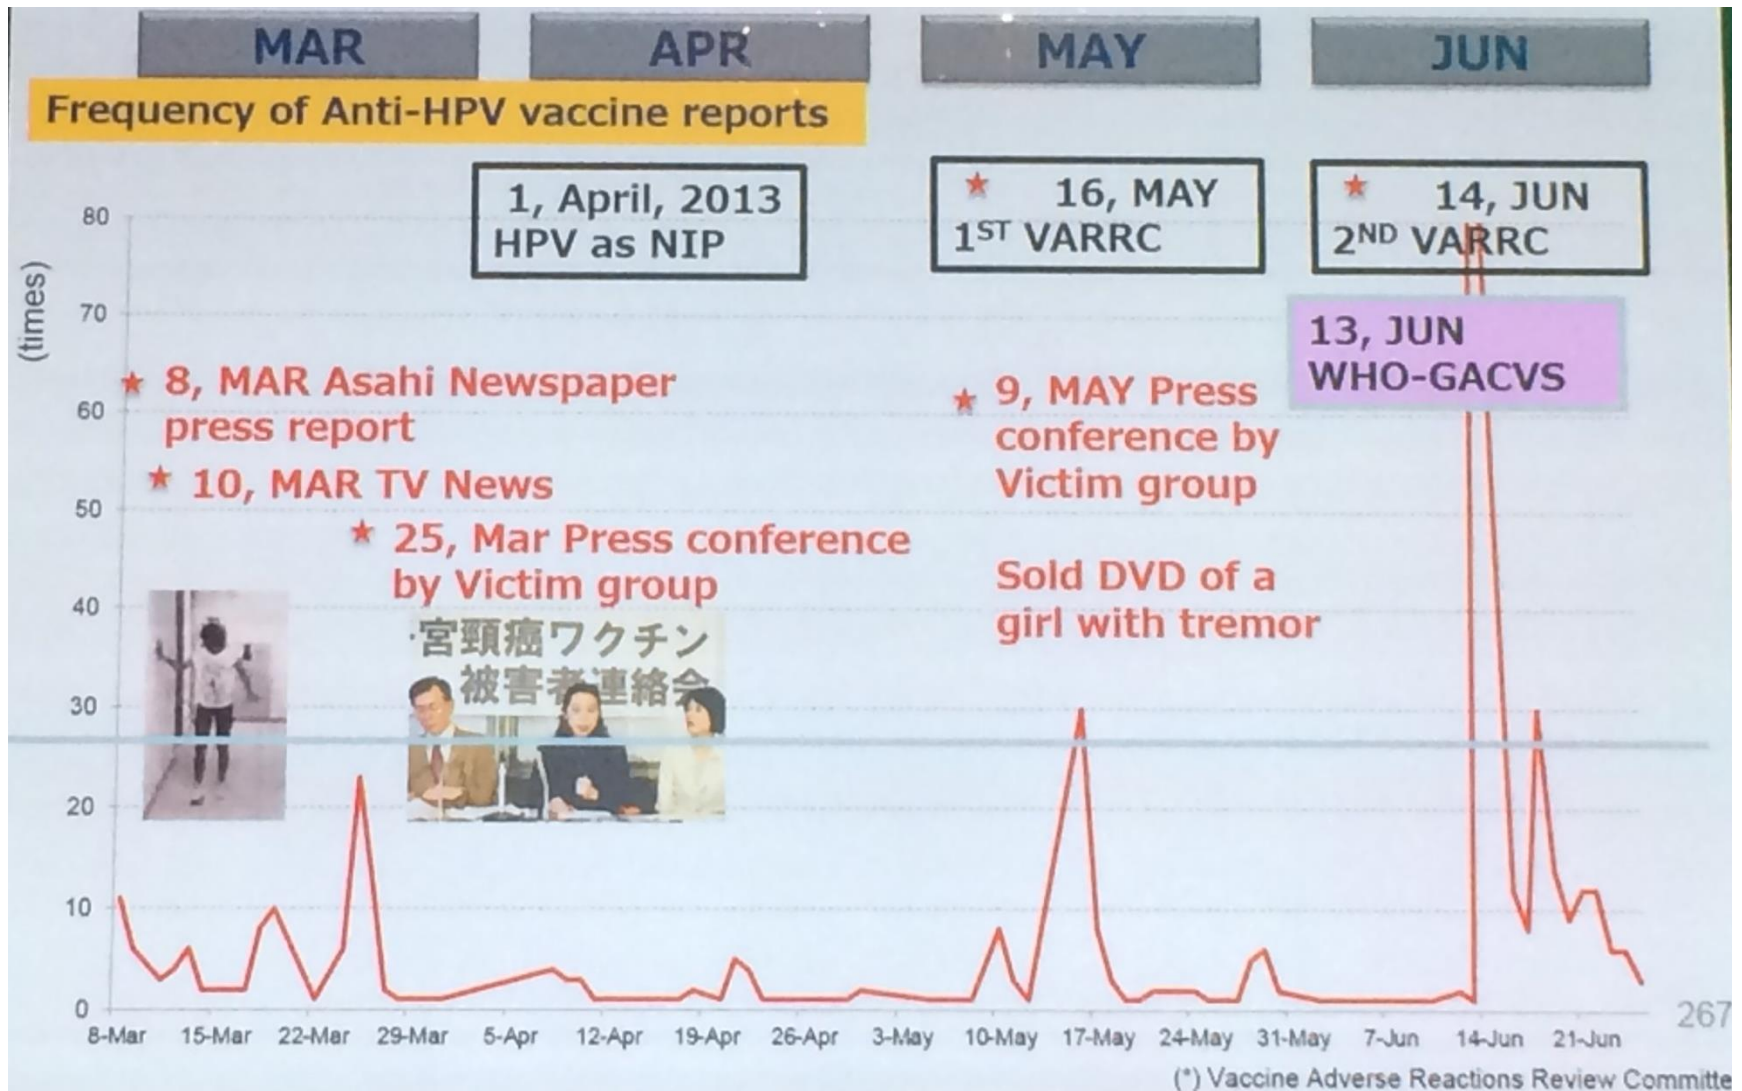 MAR
APR
MAY
JUN
Frequency of Anti-HPV vaccine reports
1, April, 2013
HPV as NIP
★ 16, MAY
1ST VARRC
★ 14, JUN
2ND VARRC
13, JUN
WHO-GACVS
(times)
80
70
60
50
40
30
20
10
0
★ 8, MAR Asahi Newspaper
press report
★ 10, MAR TV News
★ 25, Mar Press conference
by Victim group
★ 9, MAY Press
conference by
Victim group
Sold DVD of a
girl with tremor
宮頸癌ワクチン
被害者連絡会
8-Mar
15-Mar
22-Mar
29-Mar
5-Apr
12-Apr
19-Apr
26-Apr
3-May
10-May
17-May
24-May
31-May
7-Jun
14-Jun
21-Jun
267
(*) Vaccine Adverse Reactions Review Committe